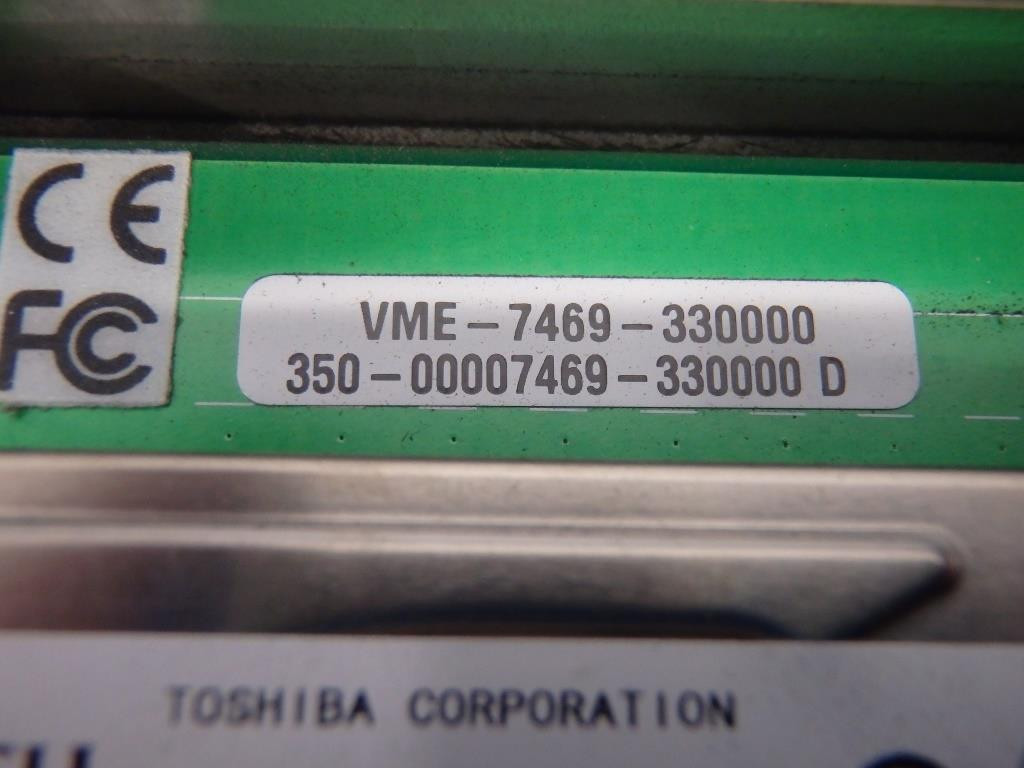 CE
FC
VME-7469-330000
350-00007469-330000 D
TOSHIBA CORPORATION